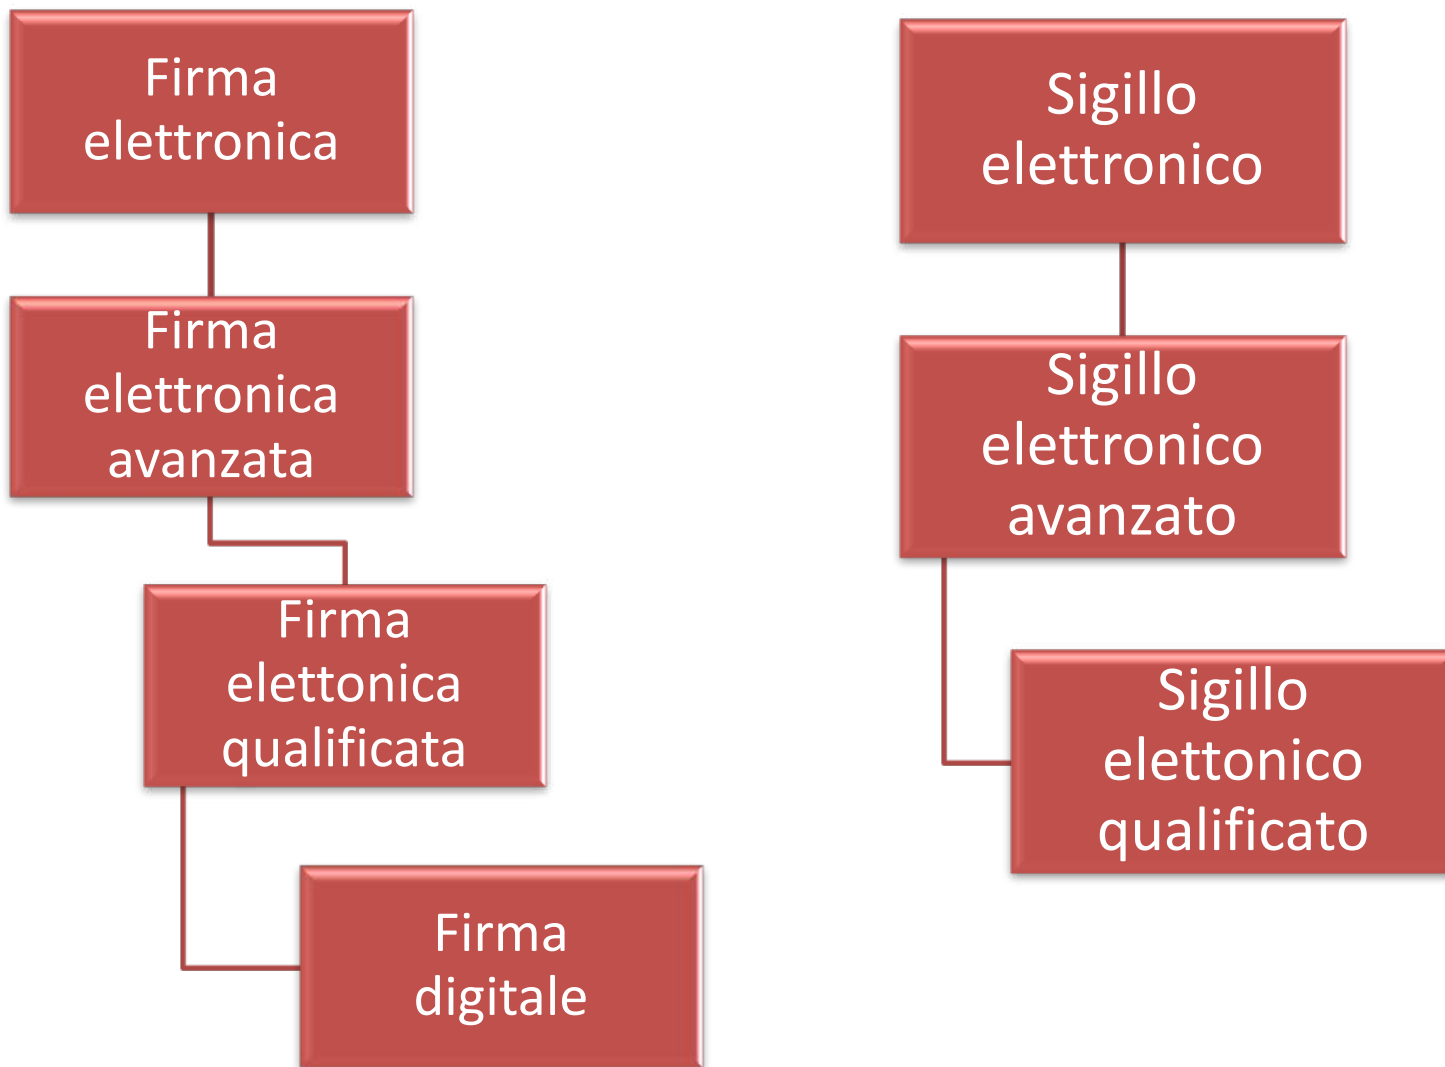 Firma
elettronica
Firma
elettronica
avanzata
Firma
elettonica
qualificata
Firma
digitale
Sigillo
elettronico
Sigillo
elettronico
avanzato
Sigillo
elettonico
qualificato